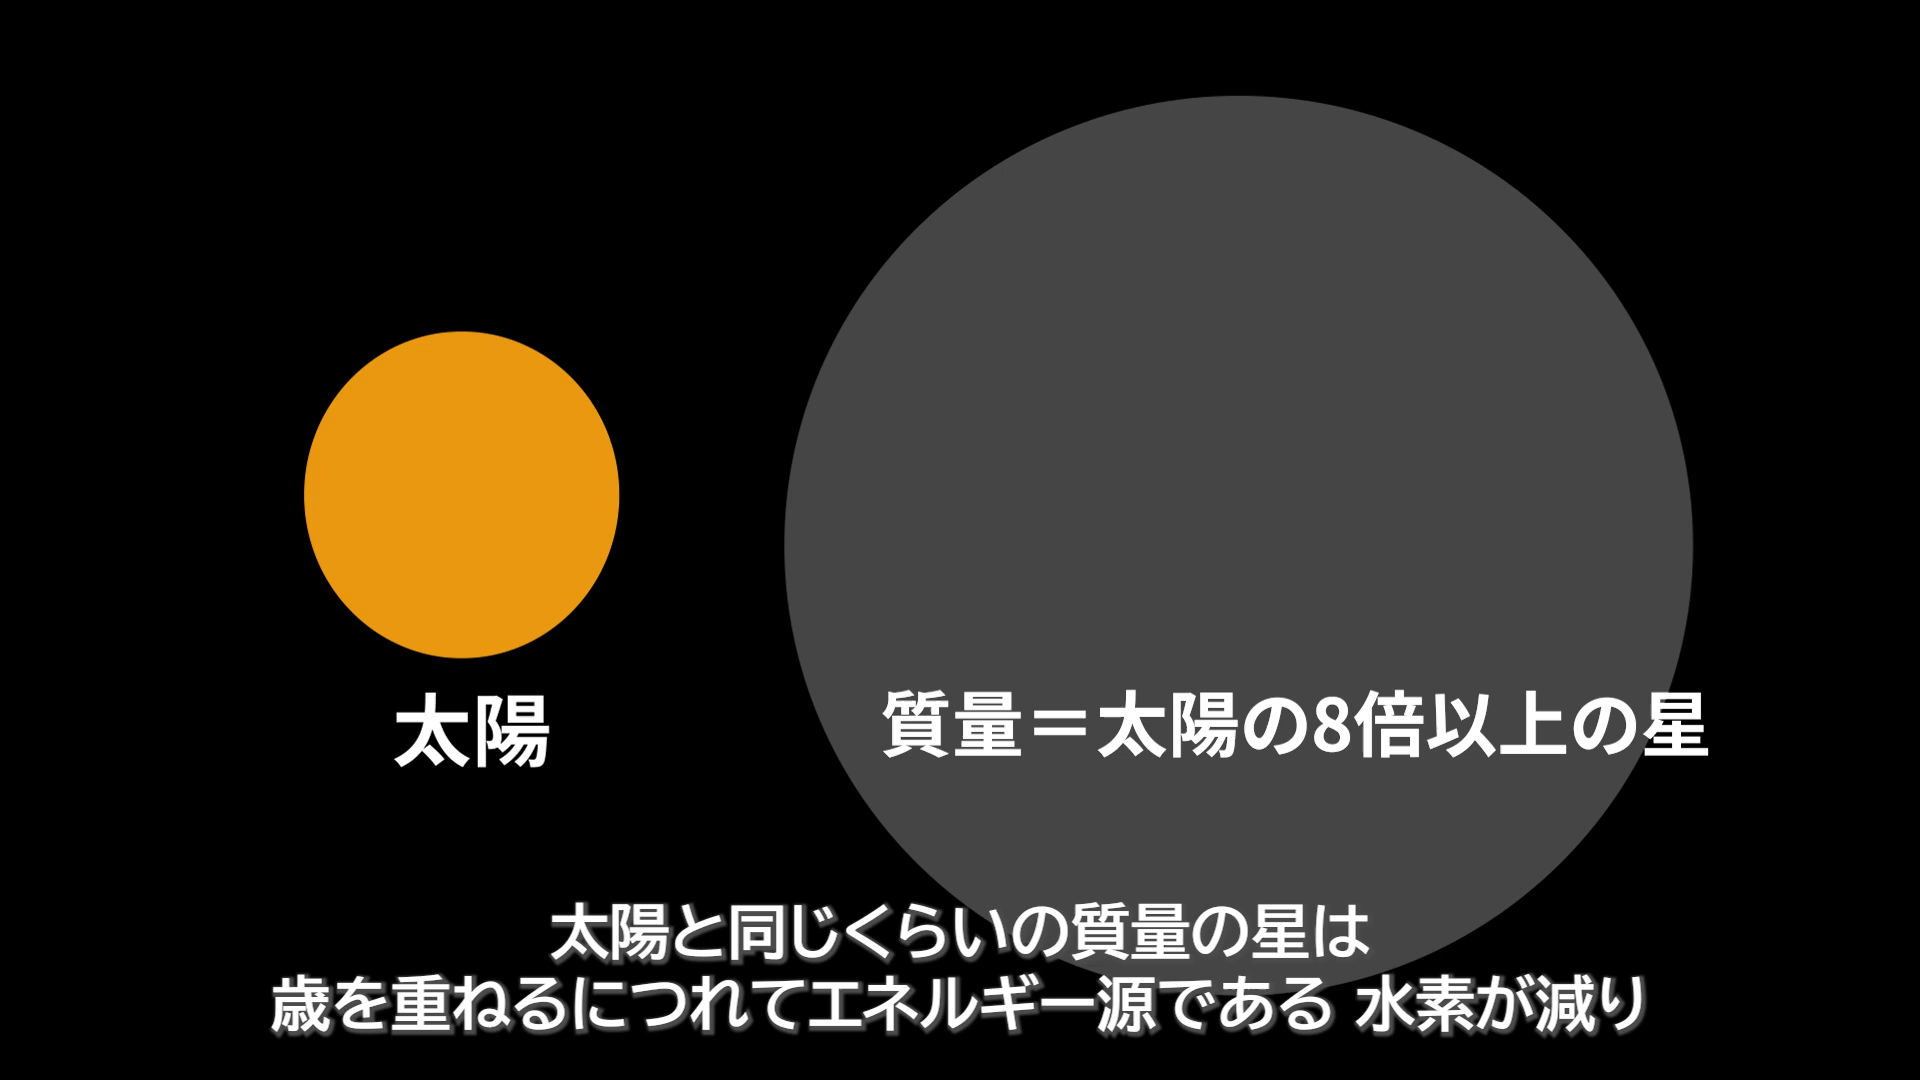 太陽
質量＝太陽の8倍以上の星
太陽と同じくらいの質量の星は
歳を重ねるにつれてエネルギー源である 水素が減り